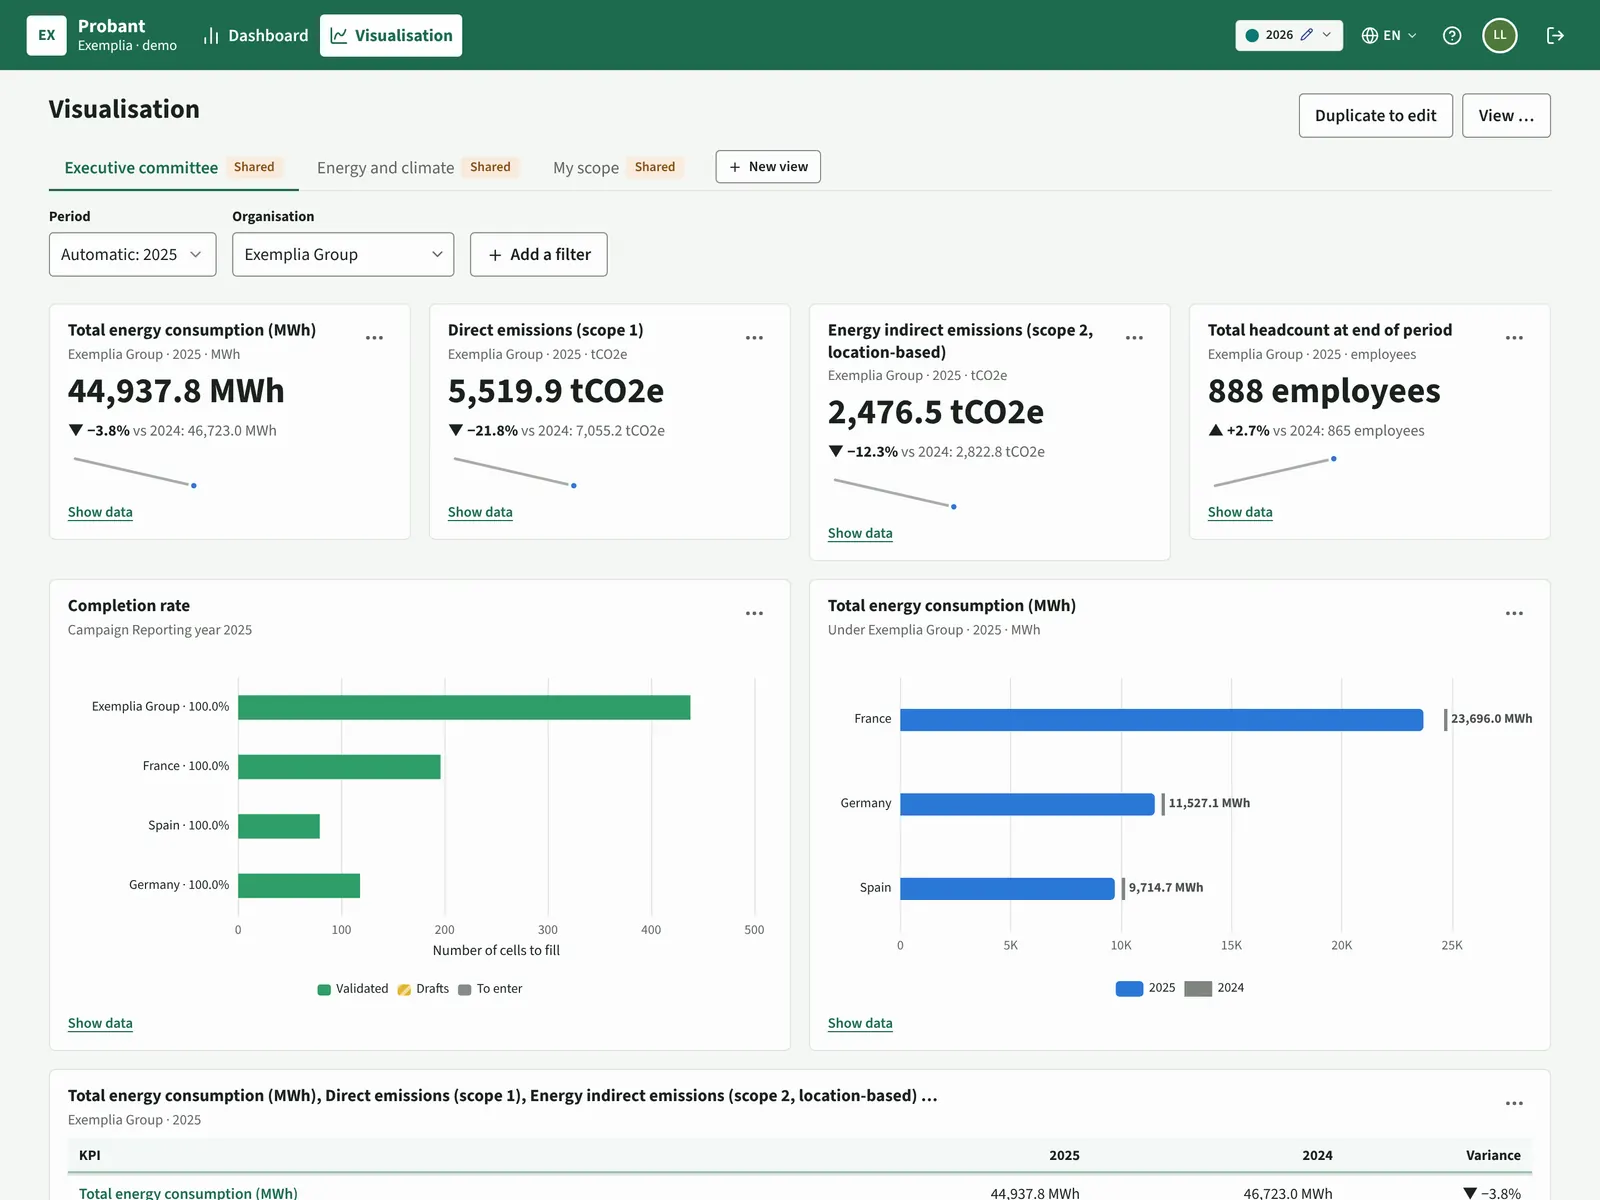 EX
Probant
Exemplia · demo
Dashboard
Visualisation
2026
EN
LL
Visualisation
Duplicate to edit
View ...
Executive committee Shared
Energy and climate Shared
My scope Shared
+ New view
Period
Organisation
Automatic: 2025
Exemplia Group
+ Add a filter
Total energy consumption (MWh)
Exemplia Group · 2025 · MWh
44,937.8 MWh
▼ −3.8% vs 2024: 46,723.0 MWh
Show data
Direct emissions (scope 1)
Exemplia Group · 2025 · tCO2e
5,519.9 tCO2e
▼ −21.8% vs 2024: 7,055.2 tCO2e
Show data
Energy indirect emissions (scope 2,
location-based)
Exemplia Group · 2025 · tCO2e
2,476.5 tCO2e
▼ −12.3% vs 2024: 2,822.8 tCO2e
Show data
Total headcount at end of period
Exemplia Group · 2025 · employees
888 employees
▲ +2.7% vs 2024: 865 employees
Show data
Completion rate
Campaign Reporting year 2025
Exemplia Group · 100.0%
France · 100.0%
Spain · 100.0%
Germany · 100.0%
0 100 200 300 400 500
Number of cells to fill
Validated Drafts To enter
Show data
Total energy consumption (MWh)
Under Exemplia Group · 2025 · MWh
France 23,696.0 MWh
Germany 11,527.1 MWh
Spain 9,714.7 MWh
0 5K 10K 15K 20K 25K
2025 2024
Show data
Total energy consumption (MWh), Direct emissions (scope 1), Energy indirect emissions (scope 2, location-based) ...
Exemplia Group · 2025
KPI 2025 2024 Variance
Total energy consumption (MWh) 44,937.8 MWh 46,723.0 MWh ▼ −3.8%